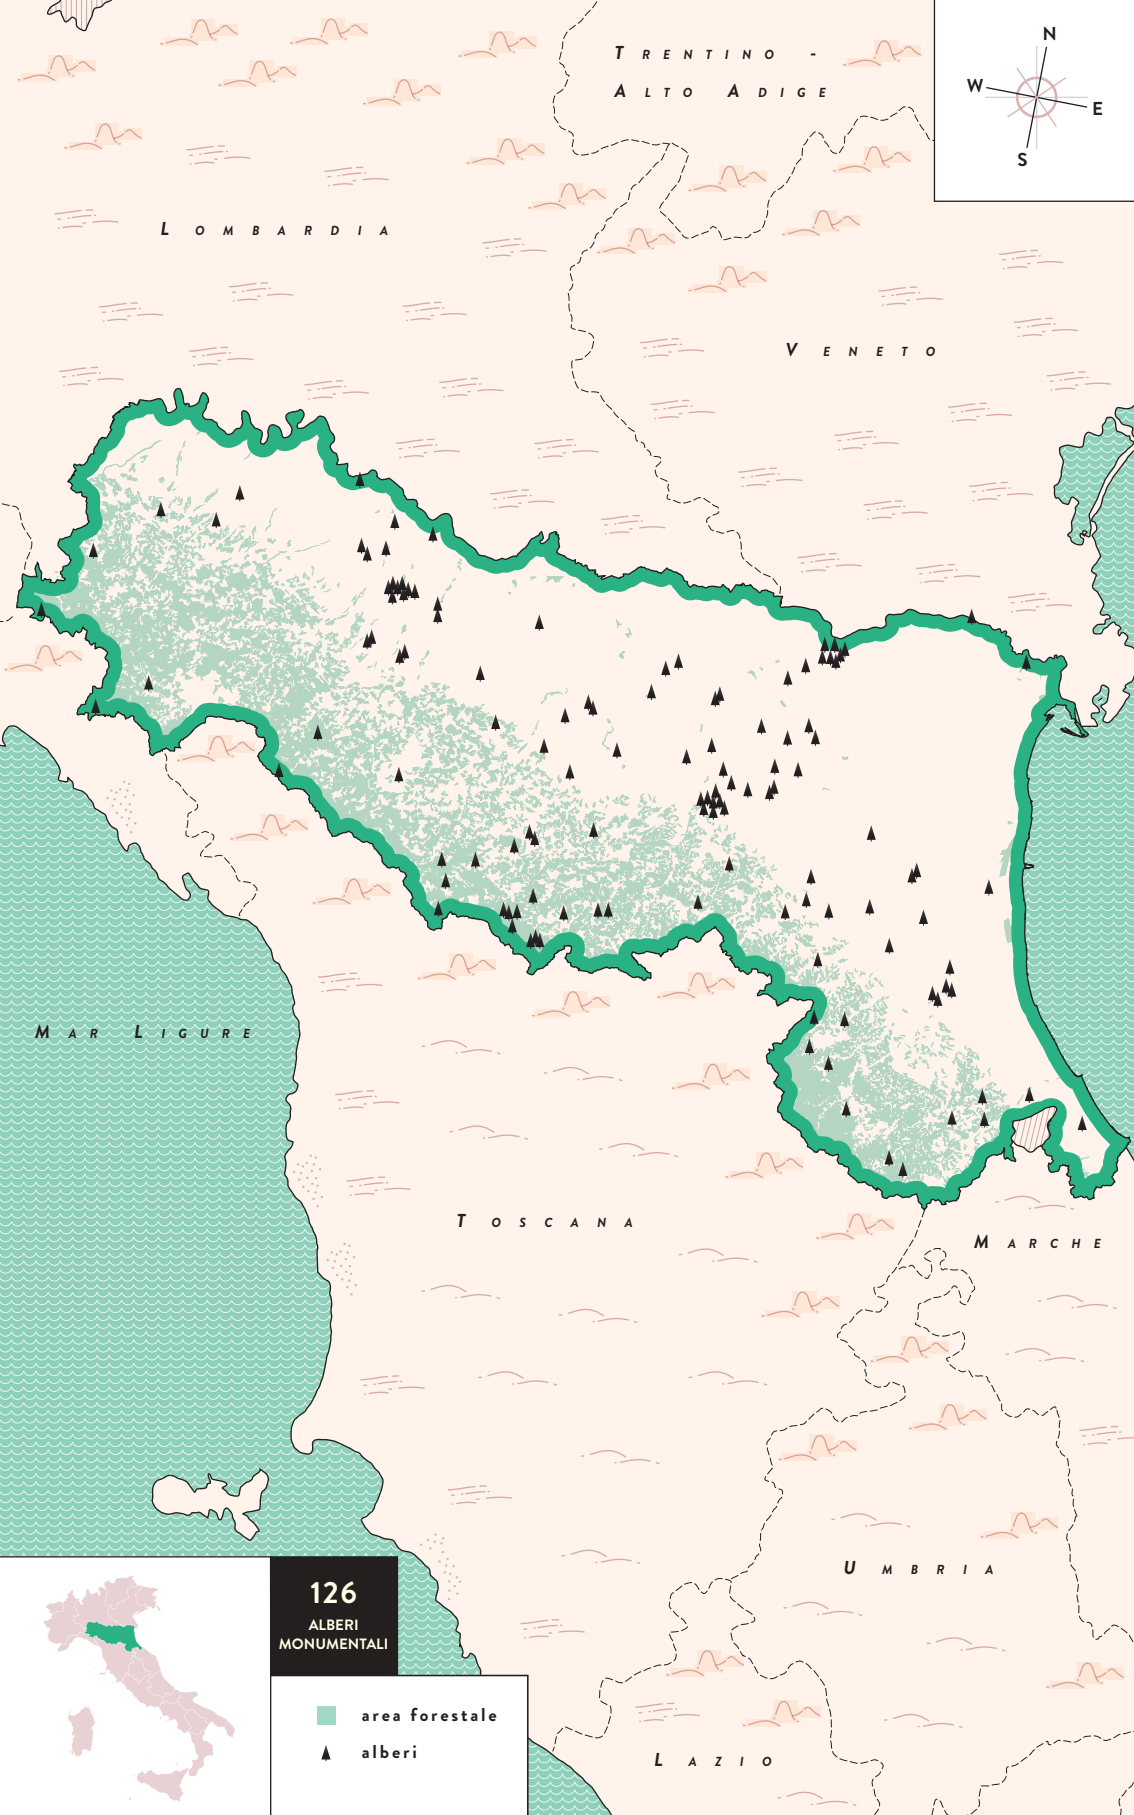 TRENTINO -
ALTO ADIGE
N
W
E
S
LOMBARDIA
VENETO
MAR LIGURE
TOSCANA
MARCHE
UMBRIA
LAZIO
126
ALBERI
MONUMENTALI
area forestale
alberi